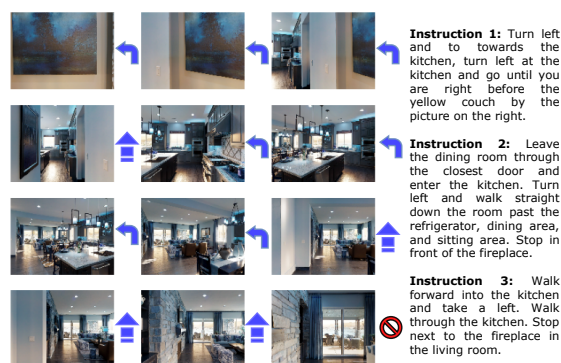 Instruction 1: Turn left
and to towards the
kitchen, turn left at the
kitchen and go until you
are right before the
yellow couch by the
picture on the right.
Instruction 2: Leave
the dining room through
the closest door and
enter the kitchen. Turn
left and walk straight
down the room past the
refrigerator, dining area,
and sitting area. Stop in
front of the fireplace.
Instruction 3: Walk
forward into the kitchen
and take a left. Walk
through the kitchen. Stop
next to the fireplace in
the living room.